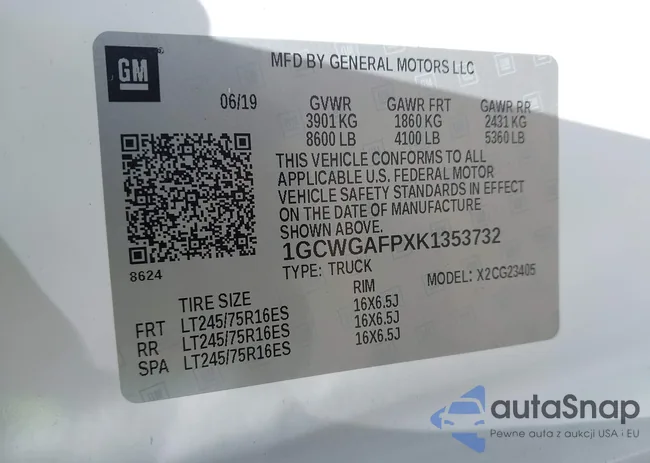 GM
MFD BY GENERAL MOTORS LLC
06/19 GVWR GAWR FRT GAWR RR
3901 KG 1860 KG 2431 KG
8600 LB 4100 LB 5360 LB
THIS VEHICLE CONFORMS TO ALL
APPLICABLE U.S. FEDERAL MOTOR
VEHICLE SAFETY STANDARDS IN EFFECT
ON THE DATE OF MANUFACTURE
SHOWN ABOVE.
1GCWGAFPXK1353732
8624
TYPE: TRUCK MODEL: X2CG23405
TIRE SIZE RIM
FRT LT245/75R16ES 16X6.5J
RR LT245/75R16ES 16X6.5J
SPA LT245/75R16ES 16X6.5J
autaSnap
Pewne auta z aukcji USA i EU